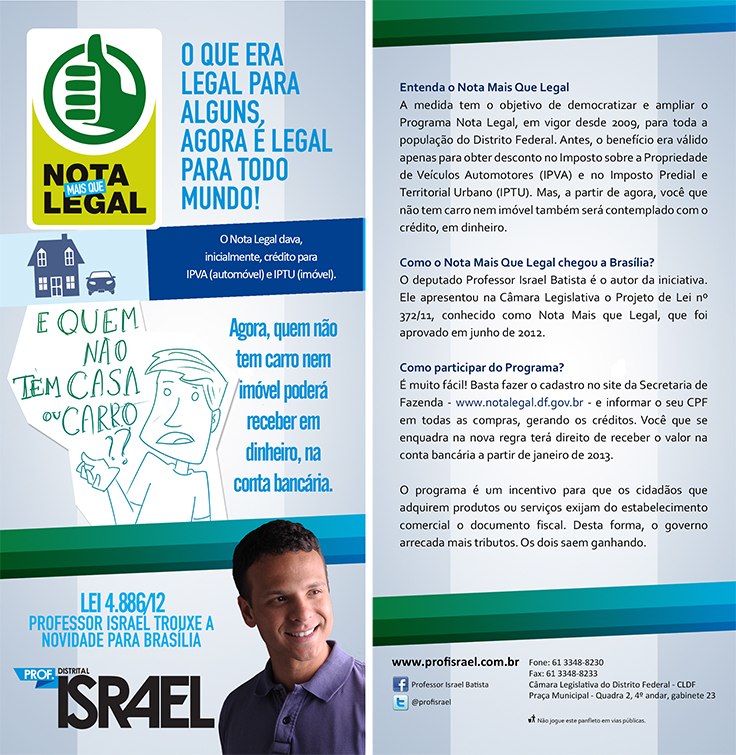 NOTA
MAIS QUE
LEGAL
O QUE ERA
LEGAL PARA
ALGUNS,
AGORA É LEGAL
PARA TODO
MUNDO!
O Nota Legal dava,
inicialmente, crédito para
IPVA (automóvel) e IPTU (imóvel).
E QUEM
NÃO
TEM CASA
OU CARRO
??
Agora, quem não
tem carro nem
imóvel poderá
receber em
dinheiro, na
conta bancária.
LEI 4.886/12
PROFESSOR ISRAEL TROUXE A
NOVIDADE PARA BRASÍLIA
PROF. DISTRITAL
ISRAEL
Entenda o Nota Mais Que Legal
A medida tem o objetivo de democratizar e ampliar o
Programa Nota Legal, em vigor desde 2009, para toda a
população do Distrito Federal. Antes, o benefício era válido
apenas para obter desconto no Imposto sobre a Propriedade
de Veículos Automotores (IPVA) e no Imposto Predial e
Territorial Urbano (IPTU). Mas, a partir de agora, você que
não tem carro nem imóvel também será contemplado com o
crédito, em dinheiro.
Como o Nota Mais Que Legal chegou a Brasília?
O deputado Professor Israel Batista é o autor da iniciativa.
Ele apresentou na Câmara Legislativa o Projeto de Lei nº
372/11, conhecido como Nota Mais que Legal, que foi
aprovado em junho de 2012.
Como participar do Programa?
É muito fácil! Basta fazer o cadastro no site da Secretaria de
Fazenda - www.notalegal.df.gov.br - e informar o seu CPF
em todas as compras, gerando os créditos. Você que se
enquadra na nova regra terá direito de receber o valor na
conta bancária a partir de janeiro de 2013.
O programa é um incentivo para que os cidadãos que
adquirem produtos ou serviços exijam do estabelecimento
comercial o documento fiscal. Desta forma, o governo
arrecada mais tributos. Os dois saem ganhando.
www.profisrael.com.br
Professor Israel Batista
@profisrael
Fone: 61 3348-8230
Fax: 61 3348-8233
Câmara Legislativa do Distrito Federal - CLDF
Praça Municipal - Quadra 2, 4º andar, gabinete 23
Não jogue este panfleto em vias públicas.